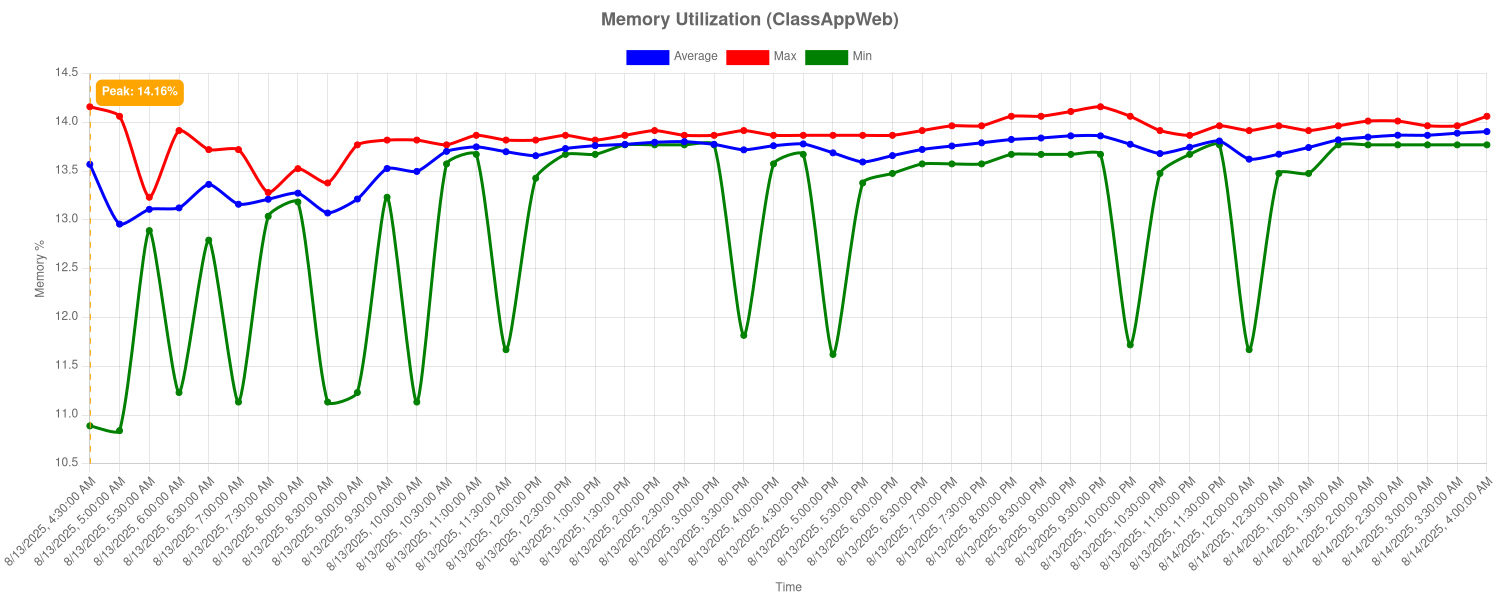 Memory Utilization (ClassAppWeb)
Average Max Min
14.5
14.0
13.5
13.0
12.5
12.0
11.5
11.0
10.5
Memory %
Peak: 14.16%
8/13/2025, 4:30:00 AM
8/13/2025, 5:00:00 AM
8/13/2025, 5:30:00 AM
8/13/2025, 6:00:00 AM
8/13/2025, 6:30:00 AM
8/13/2025, 7:00:00 AM
8/13/2025, 7:30:00 AM
8/13/2025, 8:00:00 AM
8/13/2025, 8:30:00 AM
8/13/2025, 9:00:00 AM
8/13/2025, 9:30:00 AM
8/13/2025, 10:00:00 AM
8/13/2025, 10:30:00 AM
8/13/2025, 11:00:00 AM
8/13/2025, 11:30:00 AM
8/13/2025, 12:00:00 PM
8/13/2025, 12:30:00 PM
8/13/2025, 1:00:00 PM
8/13/2025, 1:30:00 PM
8/13/2025, 2:00:00 PM
8/13/2025, 2:30:00 PM
8/13/2025, 3:00:00 PM
8/13/2025, 3:30:00 PM
8/13/2025, 4:00:00 PM
8/13/2025, 4:30:00 PM
8/13/2025, 5:00:00 PM
8/13/2025, 5:30:00 PM
8/13/2025, 6:00:00 PM
8/13/2025, 6:30:00 PM
8/13/2025, 7:00:00 PM
8/13/2025, 7:30:00 PM
8/13/2025, 8:00:00 PM
8/13/2025, 8:30:00 PM
8/13/2025, 9:00:00 PM
8/13/2025, 9:30:00 PM
8/13/2025, 10:00:00 PM
8/13/2025, 10:30:00 PM
8/13/2025, 11:00:00 PM
8/13/2025, 11:30:00 PM
8/14/2025, 12:00:00 AM
8/14/2025, 12:30:00 AM
8/14/2025, 1:00:00 AM
8/14/2025, 1:30:00 AM
8/14/2025, 2:00:00 AM
8/14/2025, 2:30:00 AM
8/14/2025, 3:00:00 AM
8/14/2025, 3:30:00 AM
8/14/2025, 4:00:00 AM
Time